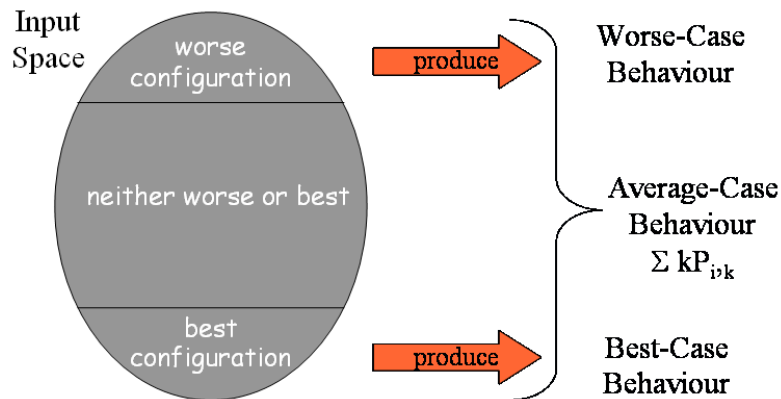 Input
Space
worse
configuration
produce
Worse-Case
Behaviour
neither worse or best
Average-Case
Behaviour
Σ kPi,k
best
configuration
produce
Best-Case
Behaviour